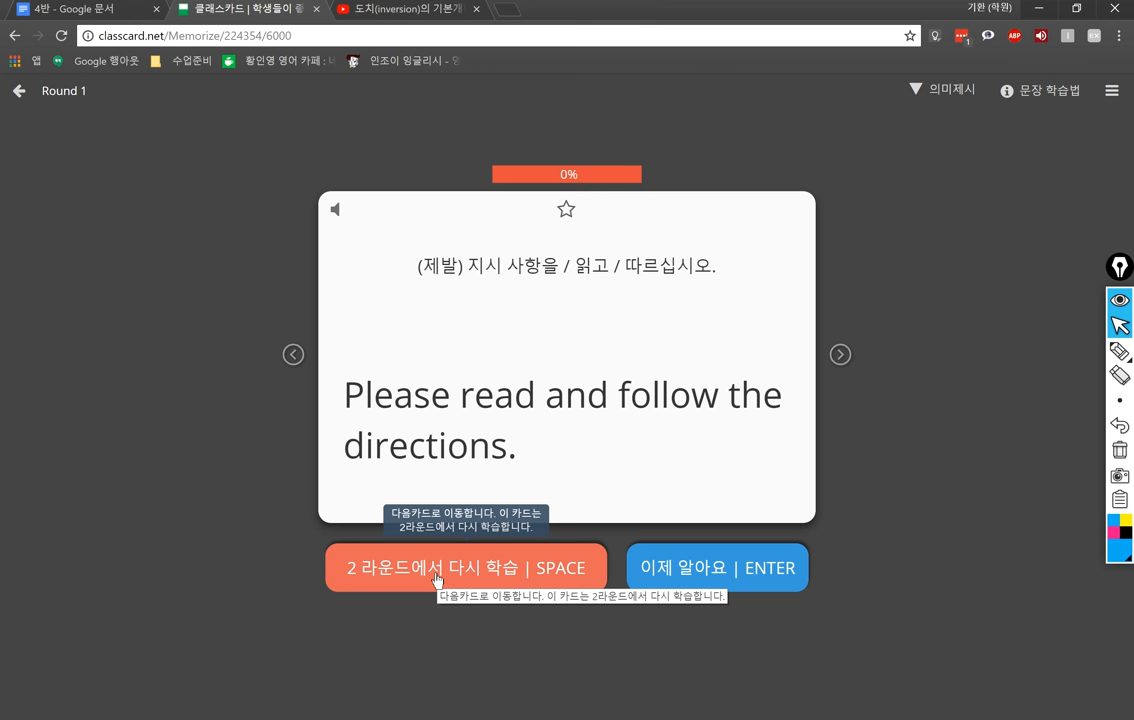 4반 - Google 문서
클래스카드 | 학생들이 좋
도치(inversion)의 기본개
기환 (학원)
classcard.net/Memorize/224354/6000
1
ABP
앱
Google 행아웃
수업준비
황인영 영어 카페 : 네
인조이 잉글리시 -
Round 1
의미제시
문장 학습법
0%
(제발) 지시 사항을 / 읽고 / 따르십시오.
Please read and follow the
directions.
다음카드로 이동합니다. 이 카드는
2라운드에서 다시 학습합니다.
2 라운드에서 다시 학습 | SPACE
이제 알아요 | ENTER
다음카드로 이동합니다. 이 카드는 2라운드에서 다시 학습합니다.